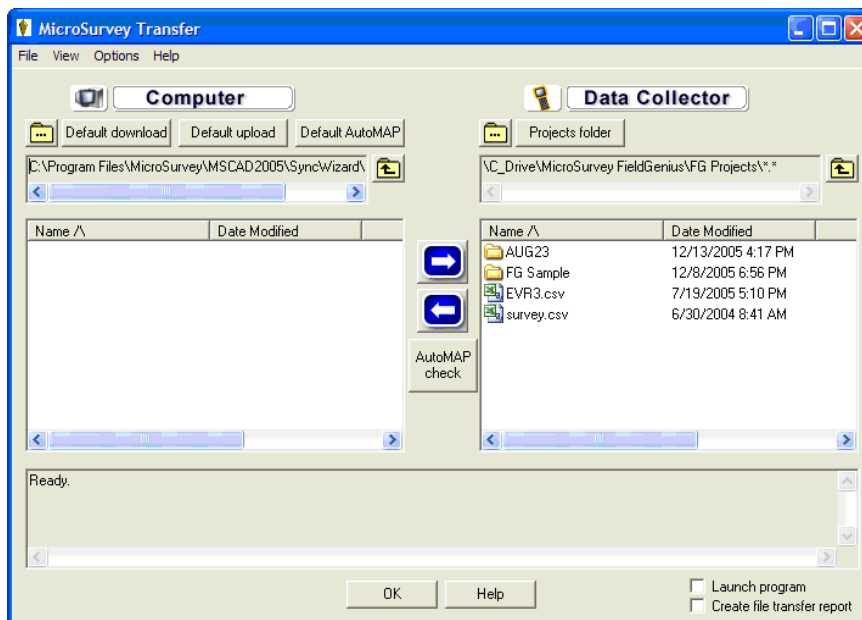 MicroSurvey Transfer
File View Options Help
Computer
Data Collector
Default download Default upload Default AutoMAP
Projects folder
C:\Program Files\MicroSurvey\MSCAD2005\SyncWizard\
\C_Drive\MicroSurvey FieldGenius\FG Projects\*.*
Name /\ Date Modified
Name /\ Date Modified
AUG23 12/13/2005 4:17 PM
FG Sample 12/8/2005 6:56 PM
EVR3.csv 7/19/2005 5:10 PM
survey.csv 6/30/2004 8:41 AM
AutoMAP
check
Ready.
OK Help
Launch program
Create file transfer report